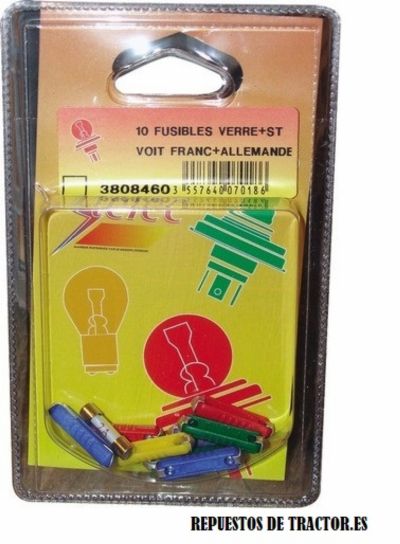 10 FUSIBLES VERRE+ST
VOIT FRANC+ALLEMANDE
3808460
3 557640 070186
REPUESTOS DE TRACTOR.ES